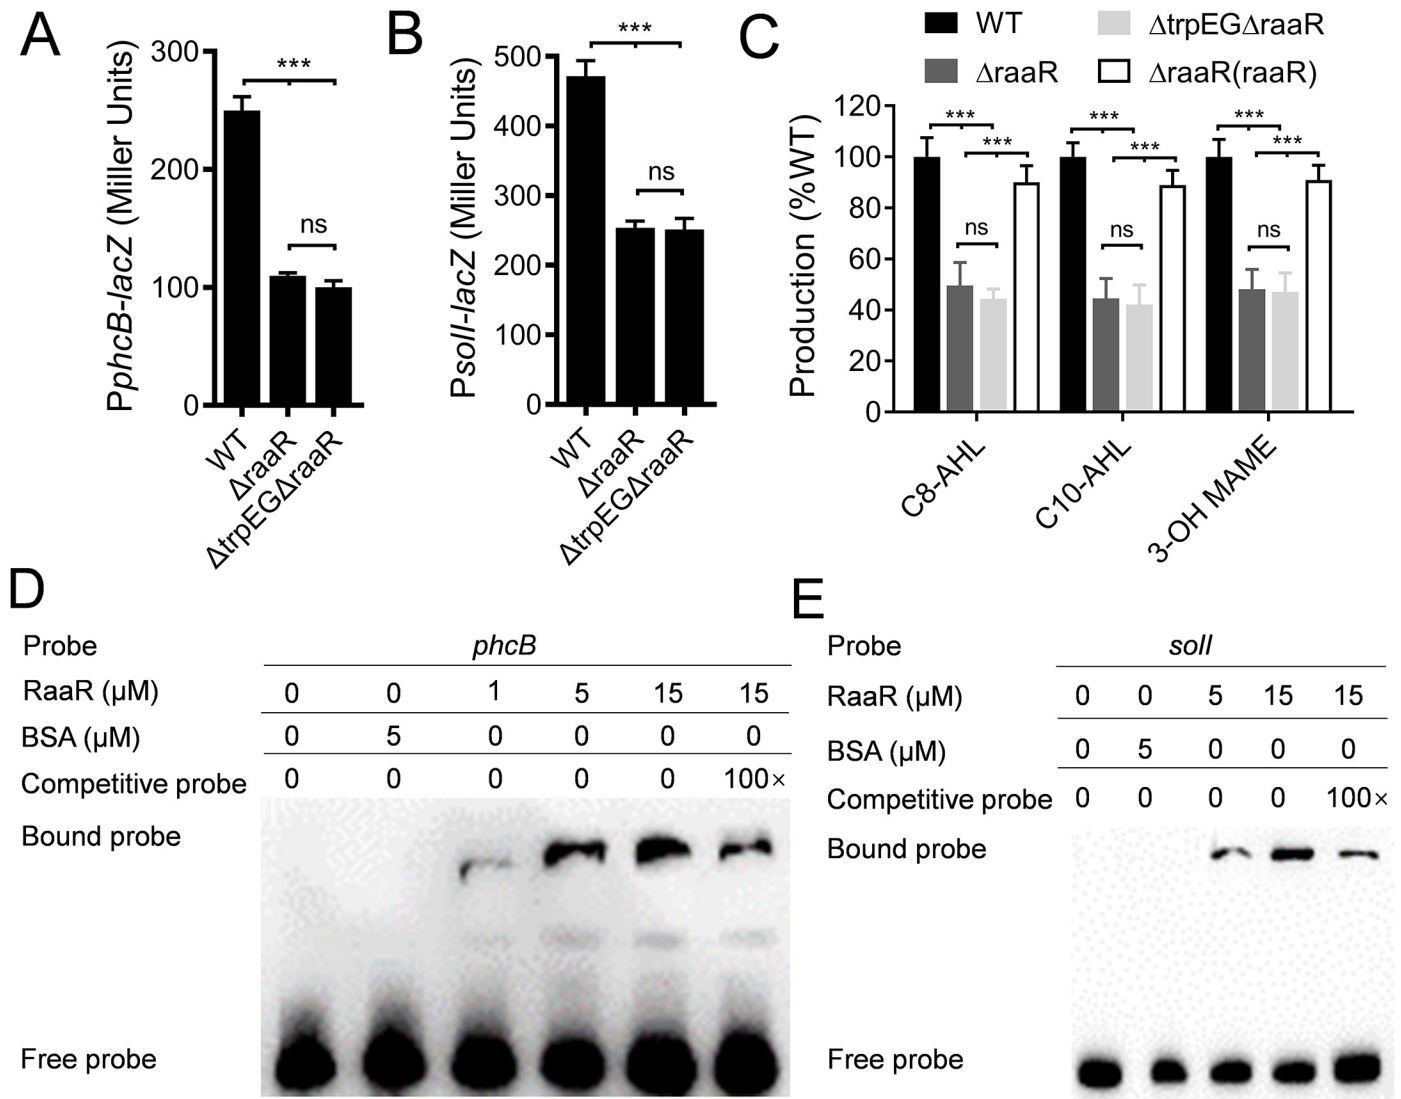 A
PphcB-lacZ (Miller Units)
300
200
100
0
***
ns
WT
ΔraaR
ΔtrpEGΔraaR
B
PsolI-lacZ (Miller Units)
500
400
300
200
100
0
***
ns
WT
ΔraaR
ΔtrpEGΔraaR
C
WT
ΔtrpEGΔraaR
ΔraaR
ΔraaR(raaR)
Production (%WT)
120
100
80
60
40
20
0
*** *** ***
*** *** ***
ns ns ns
C8-AHL
C10-AHL
3-OH MAME
D
Probe phcB
RaaR (μM) 0 0 1 5 15 15
BSA (μM) 0 5 0 0 0 0
Competitive probe 0 0 0 0 0 100×
Bound probe
Free probe
E
Probe solI
RaaR (μM) 0 0 5 15 15
BSA (μM) 0 5 0 0 0
Competitive probe 0 0 0 0 100×
Bound probe
Free probe